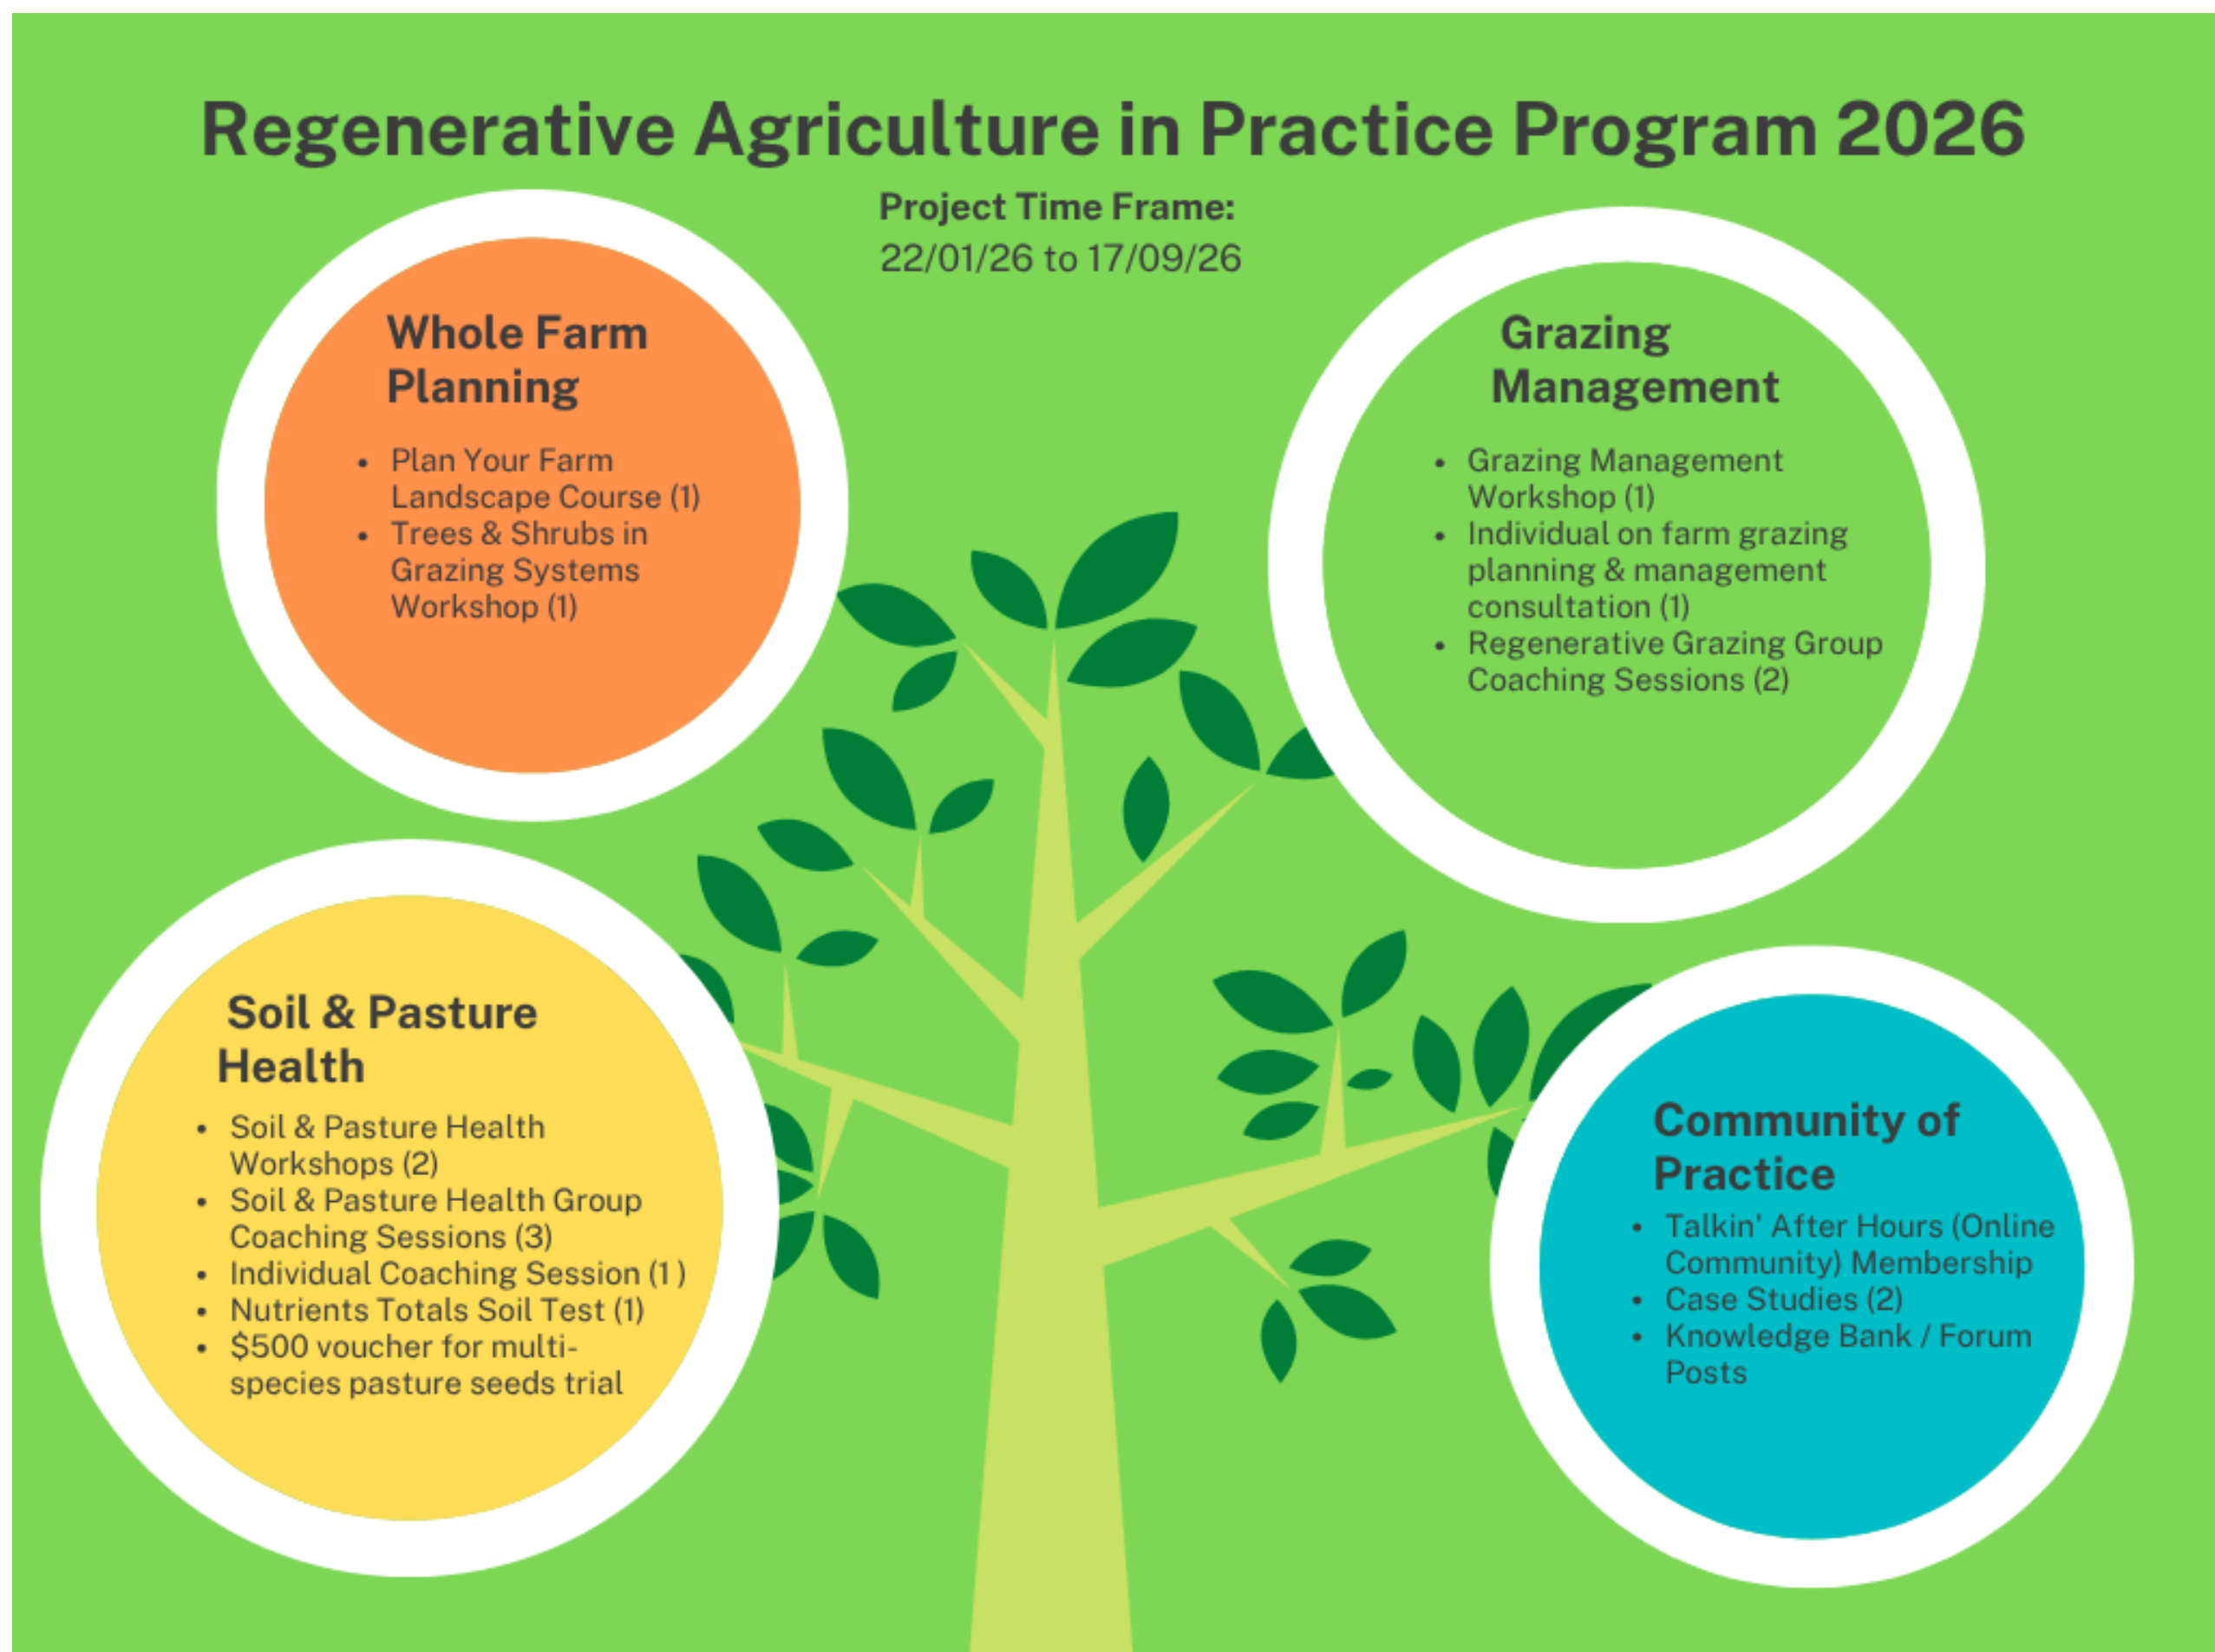 Regenerative Agriculture in Practice Program 2026
Project Time Frame:
22/01/26 to 17/09/26
Whole Farm
Planning
• Plan Your Farm
Landscape Course (1)
• Trees & Shrubs in
Grazing Systems
Workshop (1)
Grazing
Management
• Grazing Management
Workshop (1)
• Individual on farm grazing
planning & management
consultation (1)
• Regenerative Grazing Group
Coaching Sessions (2)
Soil & Pasture
Health
• Soil & Pasture Health
Workshops (2)
• Soil & Pasture Health Group
Coaching Sessions (3)
• Individual Coaching Session (1 )
• Nutrients Totals Soil Test (1)
• $500 voucher for multi-
species pasture seeds trial
Community of
Practice
• Talkin' After Hours (Online
Community) Membership
• Case Studies (2)
• Knowledge Bank / Forum
Posts